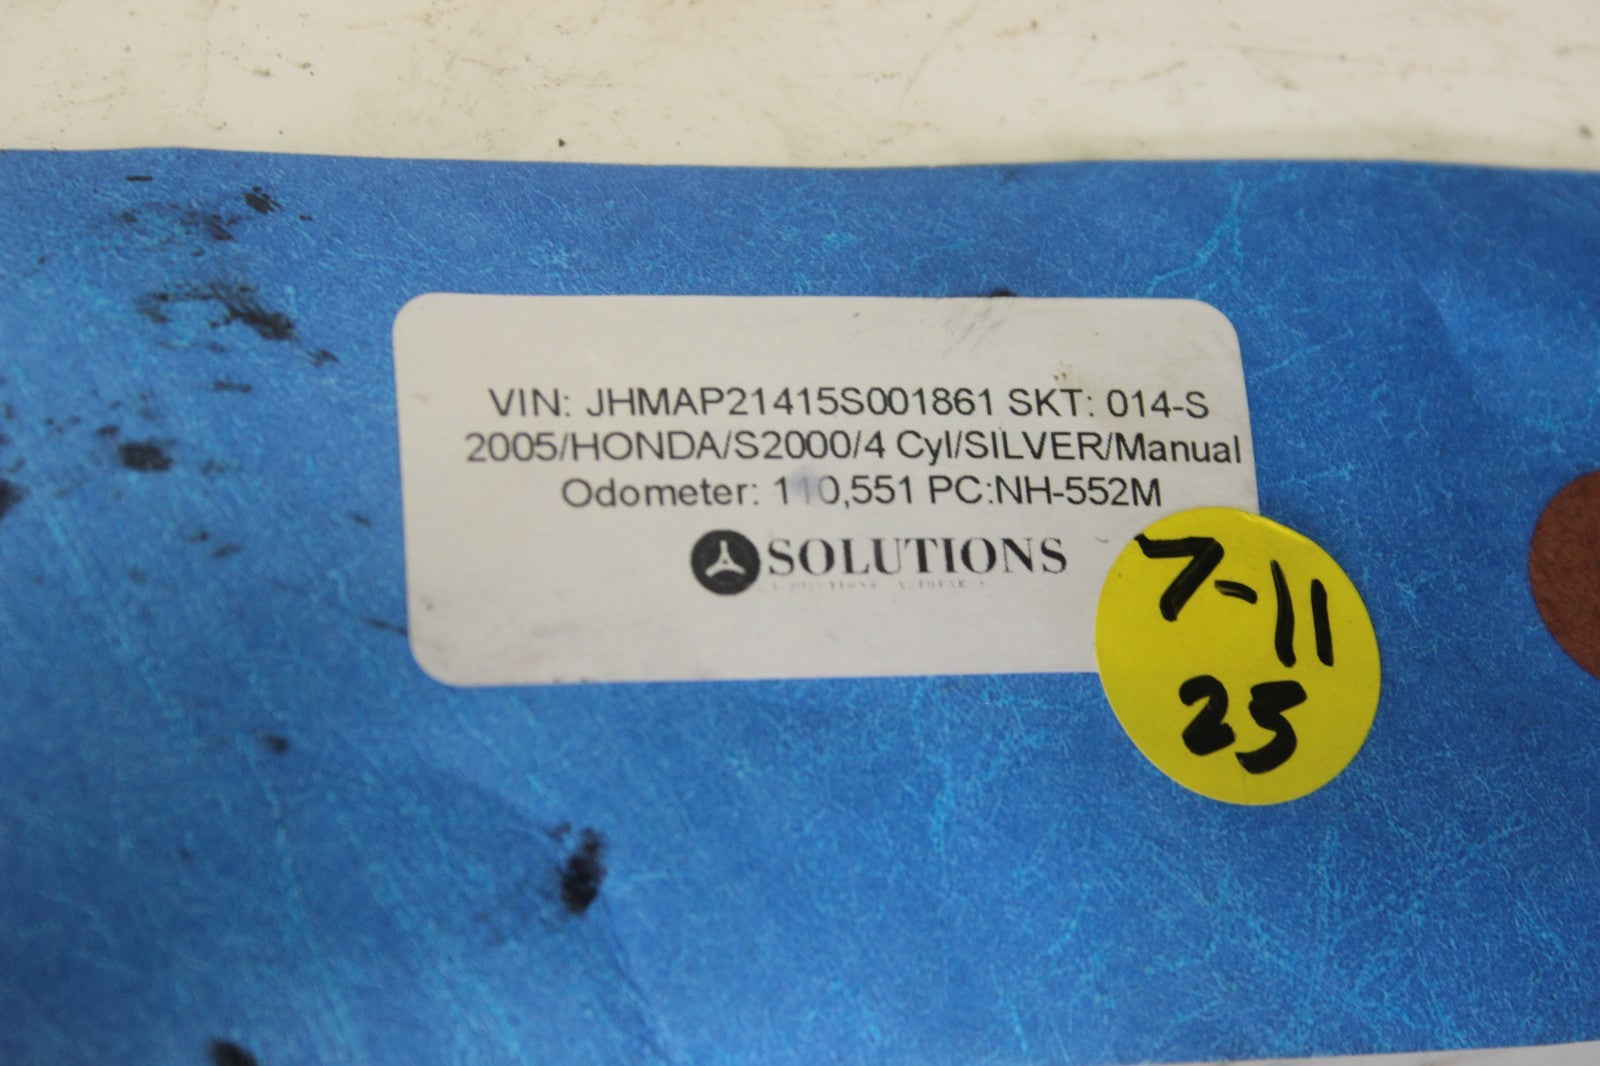 VIN: JHMAP21415S001861 SKT: 014-S
2005/HONDA/S2000/4 Cyl/SILVER/Manual
Odometer: 110,551 PC:NH-552M
SOLUTIONS
7-11
25